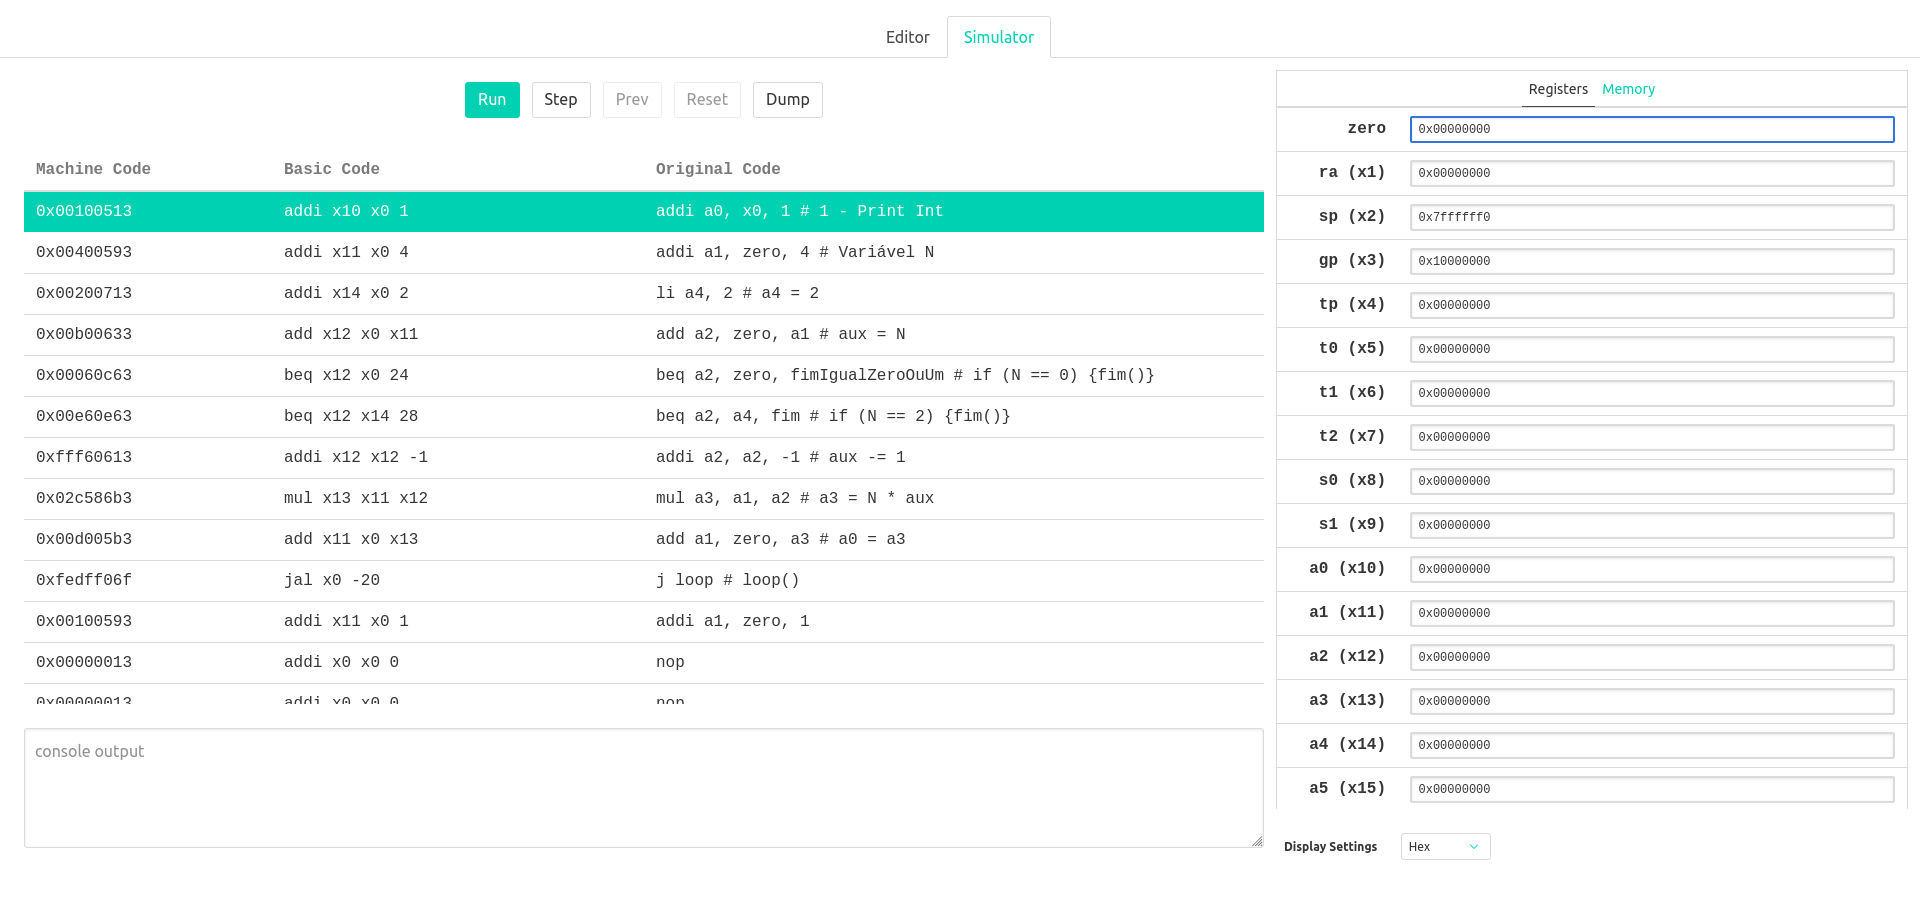 Editor Simulator
Run Step Prev Reset Dump
Machine Code Basic Code Original Code
0x00100513 addi x10 x0 1 addi a0, x0, 1 # 1 - Print Int
0x00400593 addi x11 x0 4 addi a1, zero, 4 # Variável N
0x00200713 addi x14 x0 2 li a4, 2 # a4 = 2
0x00b00633 add x12 x0 x11 add a2, zero, a1 # aux = N
0x00060c63 beq x12 x0 24 beq a2, zero, fimIgualZeroOuUm # if (N == 0) {fim()}
0x00e60e63 beq x12 x14 28 beq a2, a4, fim # if (N == 2) {fim()}
0xfff60613 addi x12 x12 -1 addi a2, a2, -1 # aux -= 1
0x02c586b3 mul x13 x11 x12 mul a3, a1, a2 # a3 = N * aux
0x00d005b3 add x11 x0 x13 add a1, zero, a3 # a0 = a3
0xfedff06f jal x0 -20 j loop # loop()
0x00100593 addi x11 x0 1 addi a1, zero, 1
0x00000013 addi x0 x0 0 nop
0x00000013 addi x0 x0 0 nop
console output
Registers Memory
zero 0x00000000
ra (x1) 0x00000000
sp (x2) 0x7ffffff0
gp (x3) 0x10000000
tp (x4) 0x00000000
t0 (x5) 0x00000000
t1 (x6) 0x00000000
t2 (x7) 0x00000000
s0 (x8) 0x00000000
s1 (x9) 0x00000000
a0 (x10) 0x00000000
a1 (x11) 0x00000000
a2 (x12) 0x00000000
a3 (x13) 0x00000000
a4 (x14) 0x00000000
a5 (x15) 0x00000000
Display Settings Hex